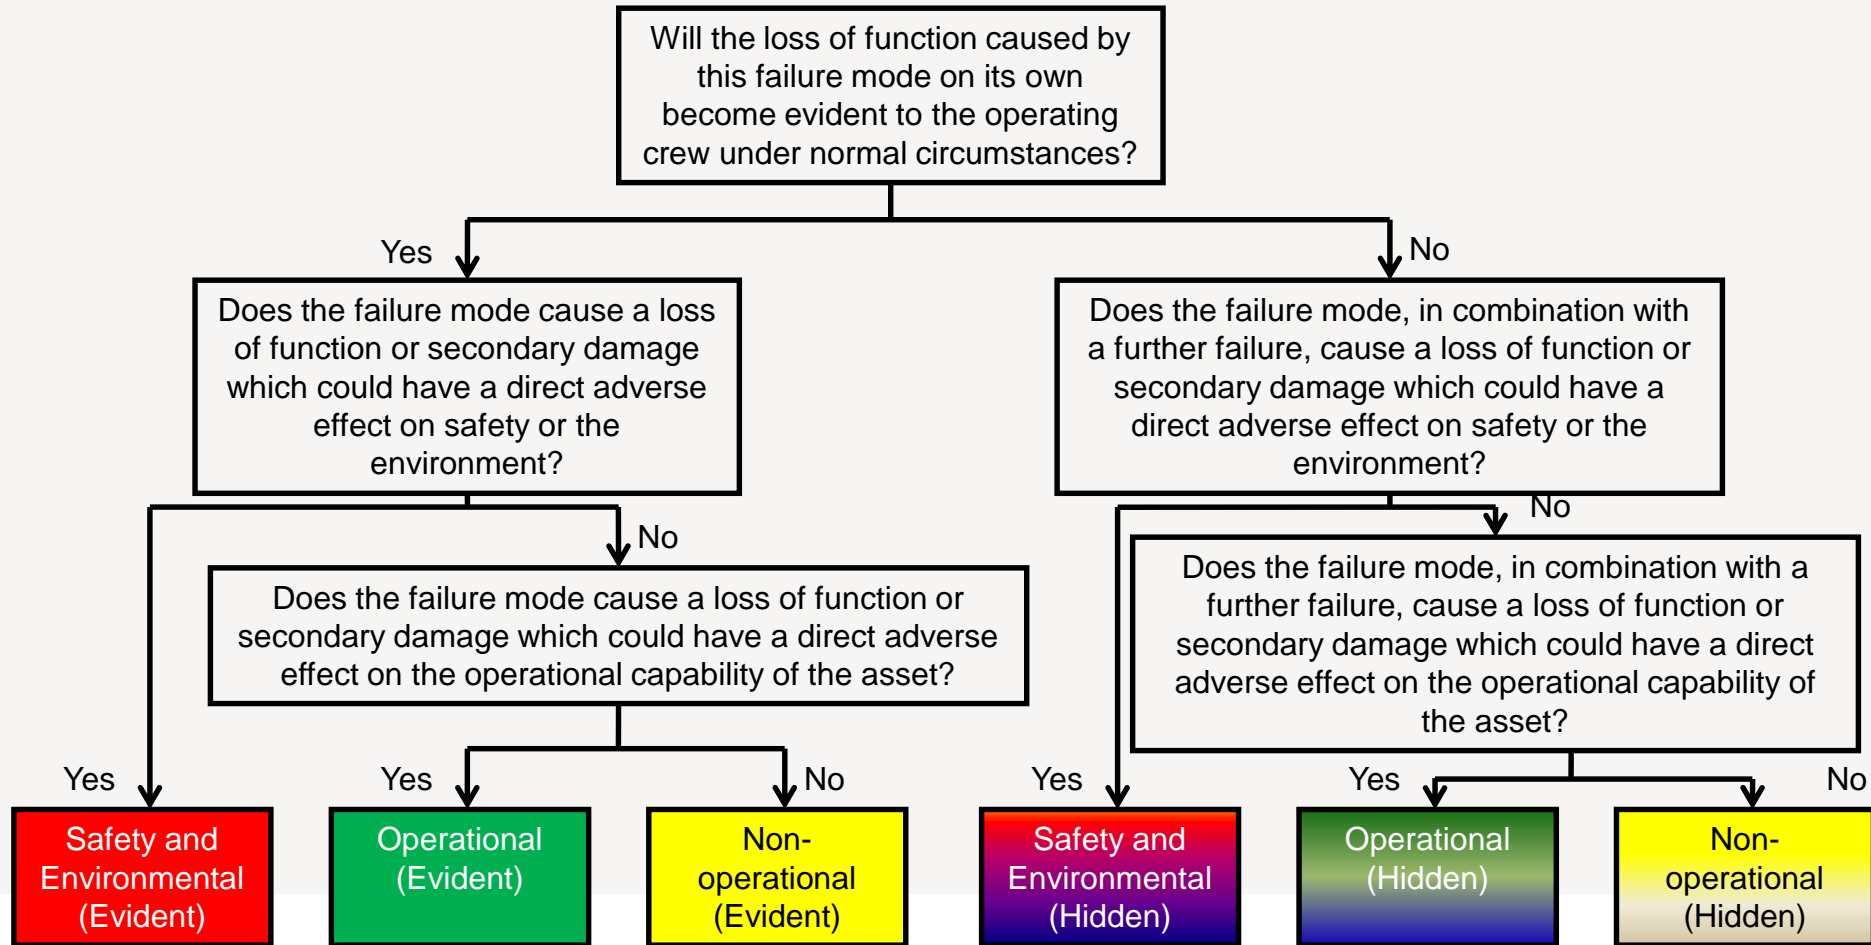 Will the loss of function caused by
this failure mode on its own
become evident to the operating
crew under normal circumstances?
Yes
No
Does the failure mode cause a loss
of function or secondary damage
which could have a direct adverse
effect on safety or the
environment?
Does the failure mode, in combination with
a further failure, cause a loss of function or
secondary damage which could have a
direct adverse effect on safety or the
environment?
No
No
Does the failure mode cause a loss of function or
secondary damage which could have a direct adverse
effect on the operational capability of the asset?
Does the failure mode, in combination with a
further failure, cause a loss of function or
secondary damage which could have a direct
adverse effect on the operational capability of
the asset?
Yes
Yes
No
Yes
Yes
No
Safety and
Environmental
(Evident)
Operational
(Evident)
Non-
operational
(Evident)
Safety and
Environmental
(Hidden)
Operational
(Hidden)
Non-
operational
(Hidden)